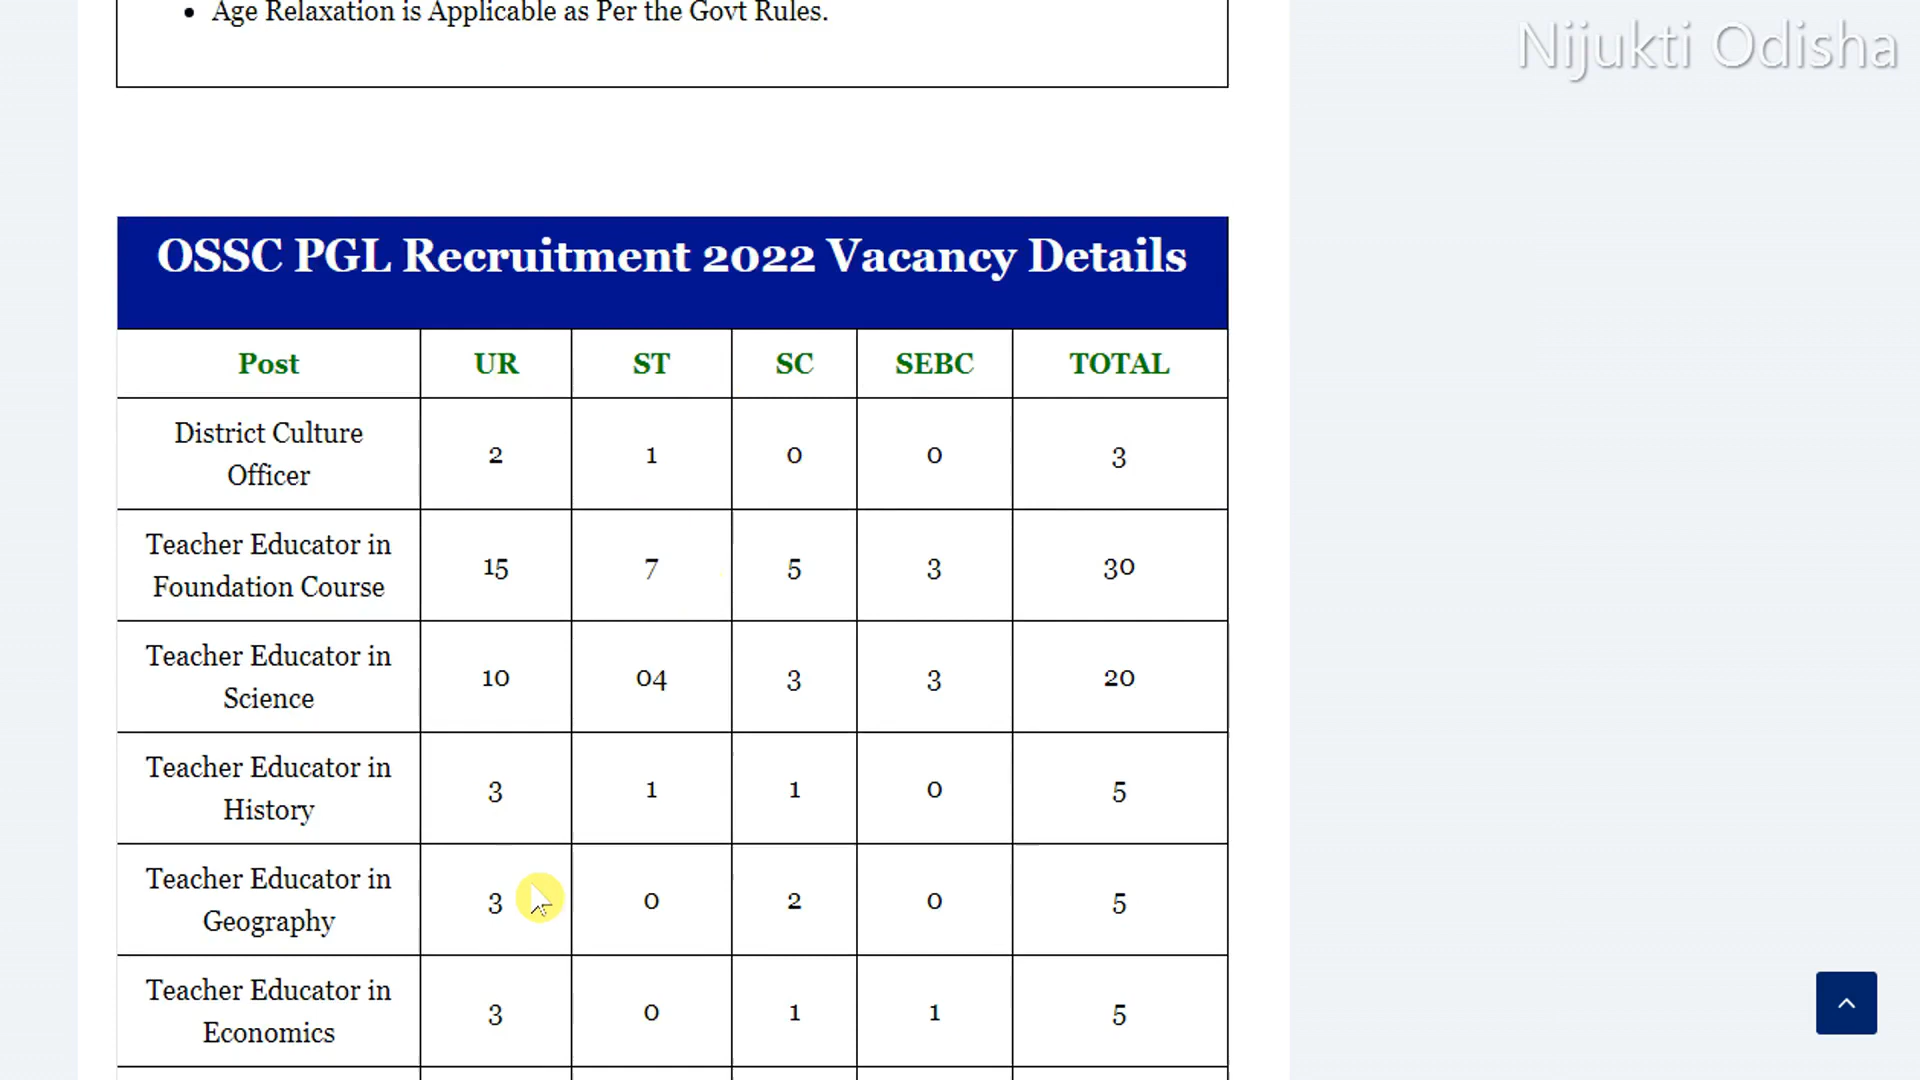 Age Relaxation is Applicable as Per the Govt Rules.
Nijukti Odisha
OSSC PGL Recruitment 2022 Vacancy Details
Post UR ST SC SEBC TOTAL
District Culture
Officer 2 1 0 0 3
Teacher Educator in
Foundation Course 15 7 5 3 30
Teacher Educator in
Science 10 04 3 3 20
Teacher Educator in
History 3 1 1 0 5
Teacher Educator in
Geography 3 0 2 0 5
Teacher Educator in
Economics 3 0 1 1 5